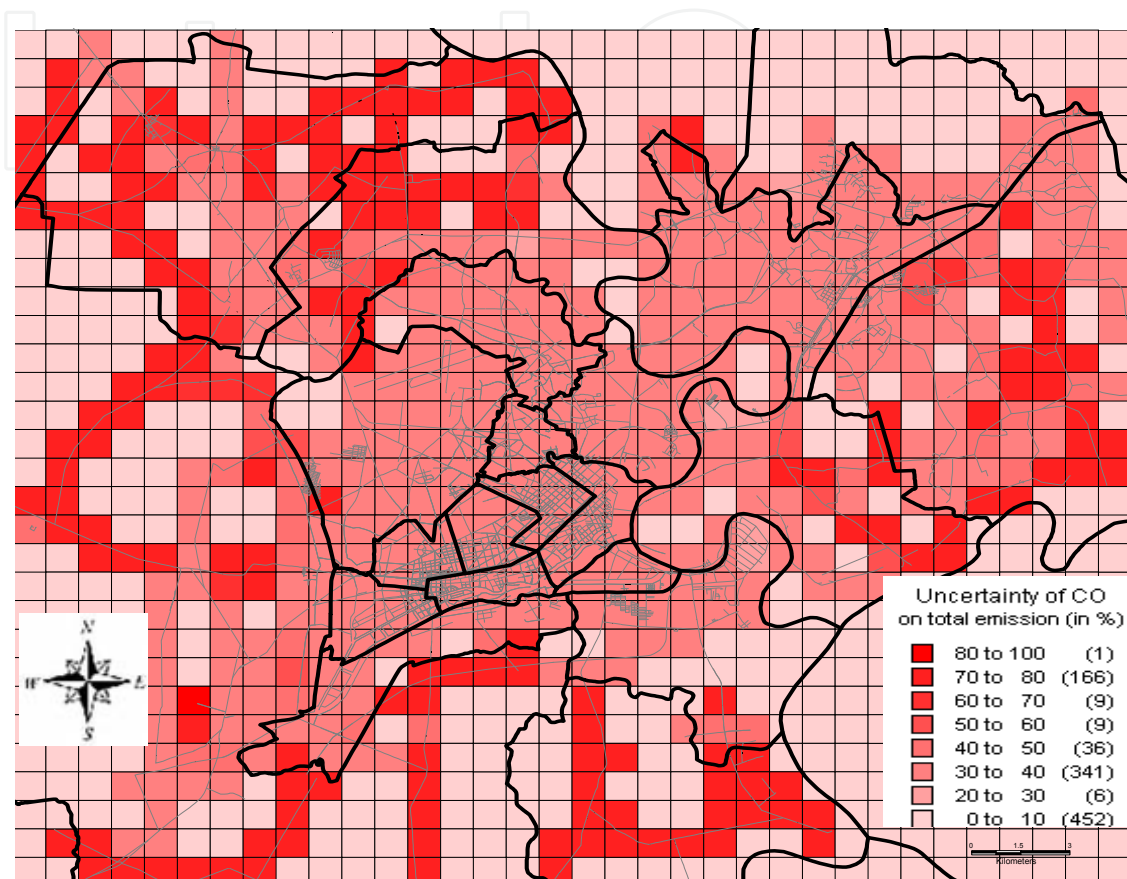 Uncertainty of CO
on total emission (in %)
80 to 100 (1)
70 to 80 (166)
60 to 70 (9)
50 to 60 (9)
40 to 50 (36)
30 to 40 (341)
20 to 30 (6)
0 to 10 (452)
N
W E
S
0 1.5 3
Kilometers